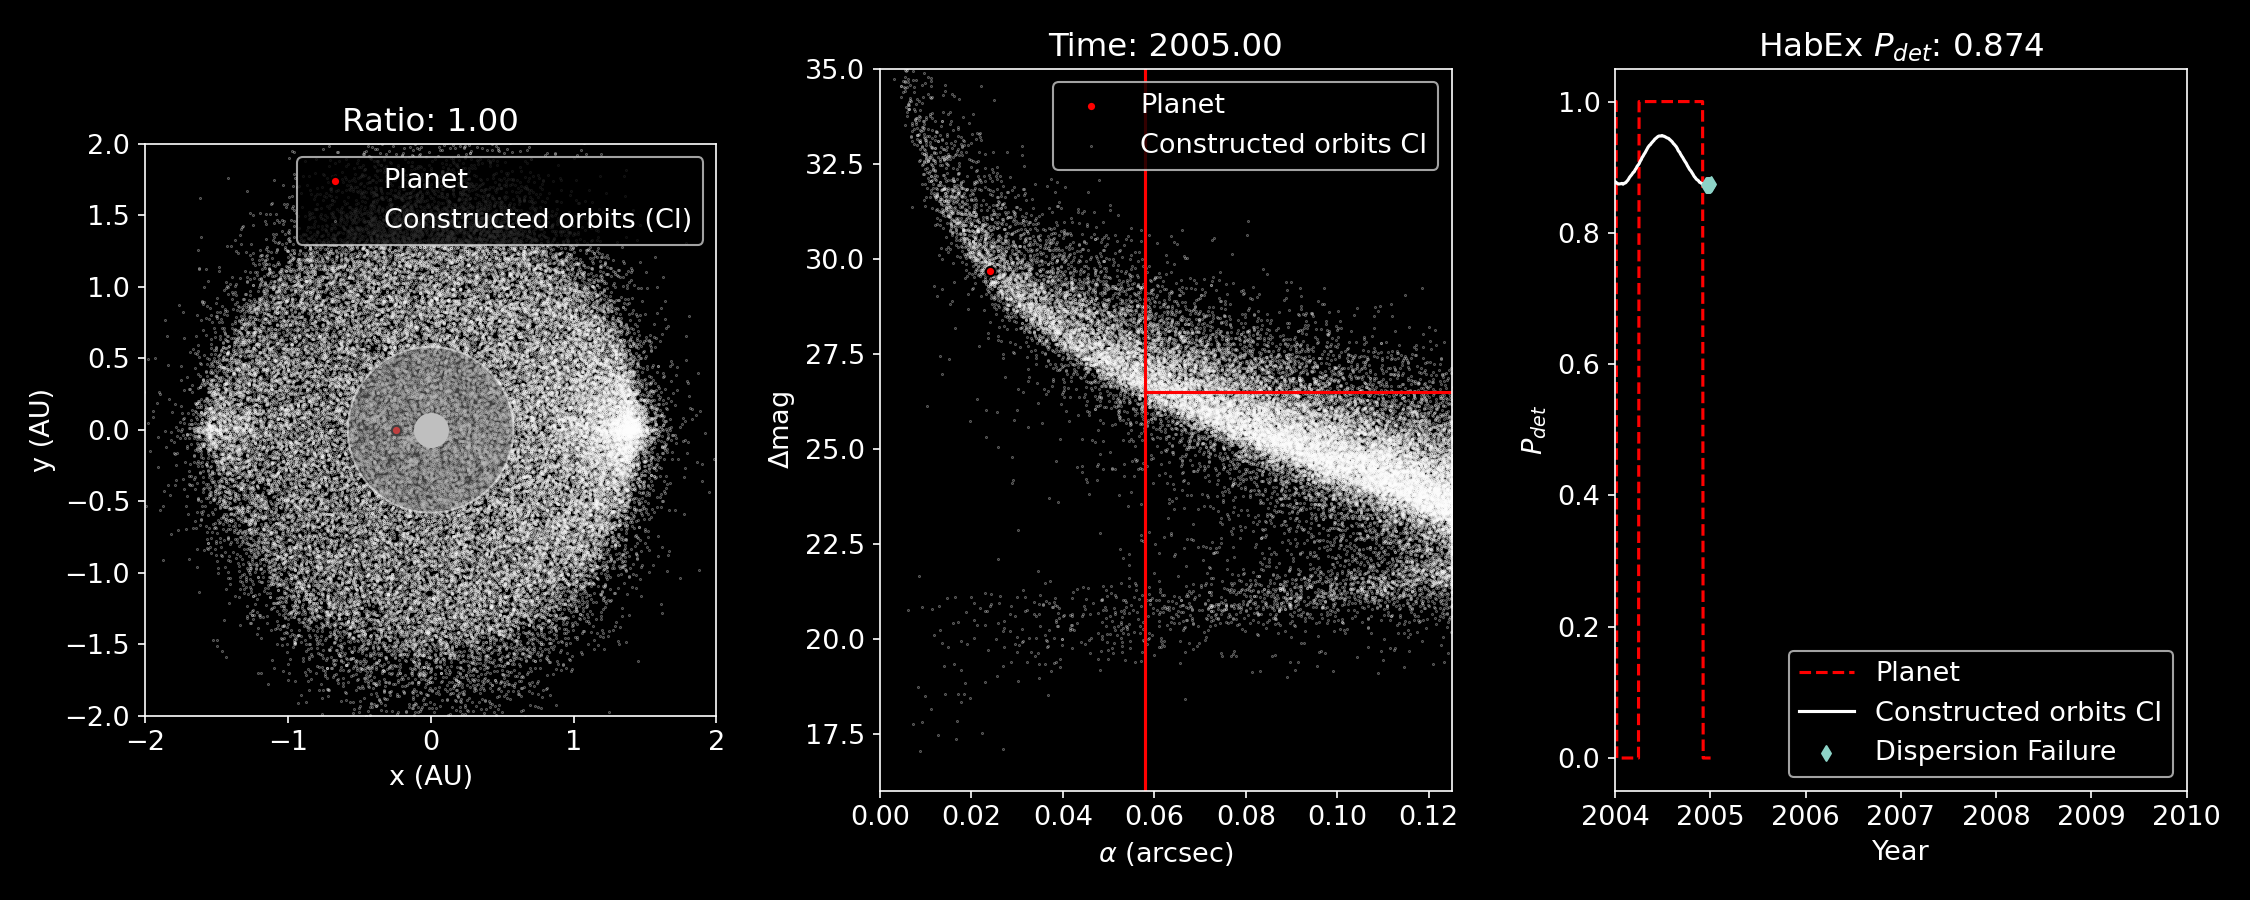 Ratio: 1.00
Planet
Constructed orbits (CI)
2.0
1.5
1.0
0.5
0.0
−0.5
−1.0
−1.5
−2.0
−2
−1
0
1
2
x (AU)
y (AU)
Time: 2005.00
Planet
Constructed orbits CI
35.0
32.5
30.0
27.5
25.0
22.5
20.0
17.5
0.00
0.02
0.04
0.06
0.08
0.10
0.12
α (arcsec)
Δmag
HabEx Pdet: 0.874
1.0
0.8
0.6
0.4
0.2
0.0
Planet
Constructed orbits CI
Dispersion Failure
2004
2005
2006
2007
2008
2009
2010
Year
Pdet